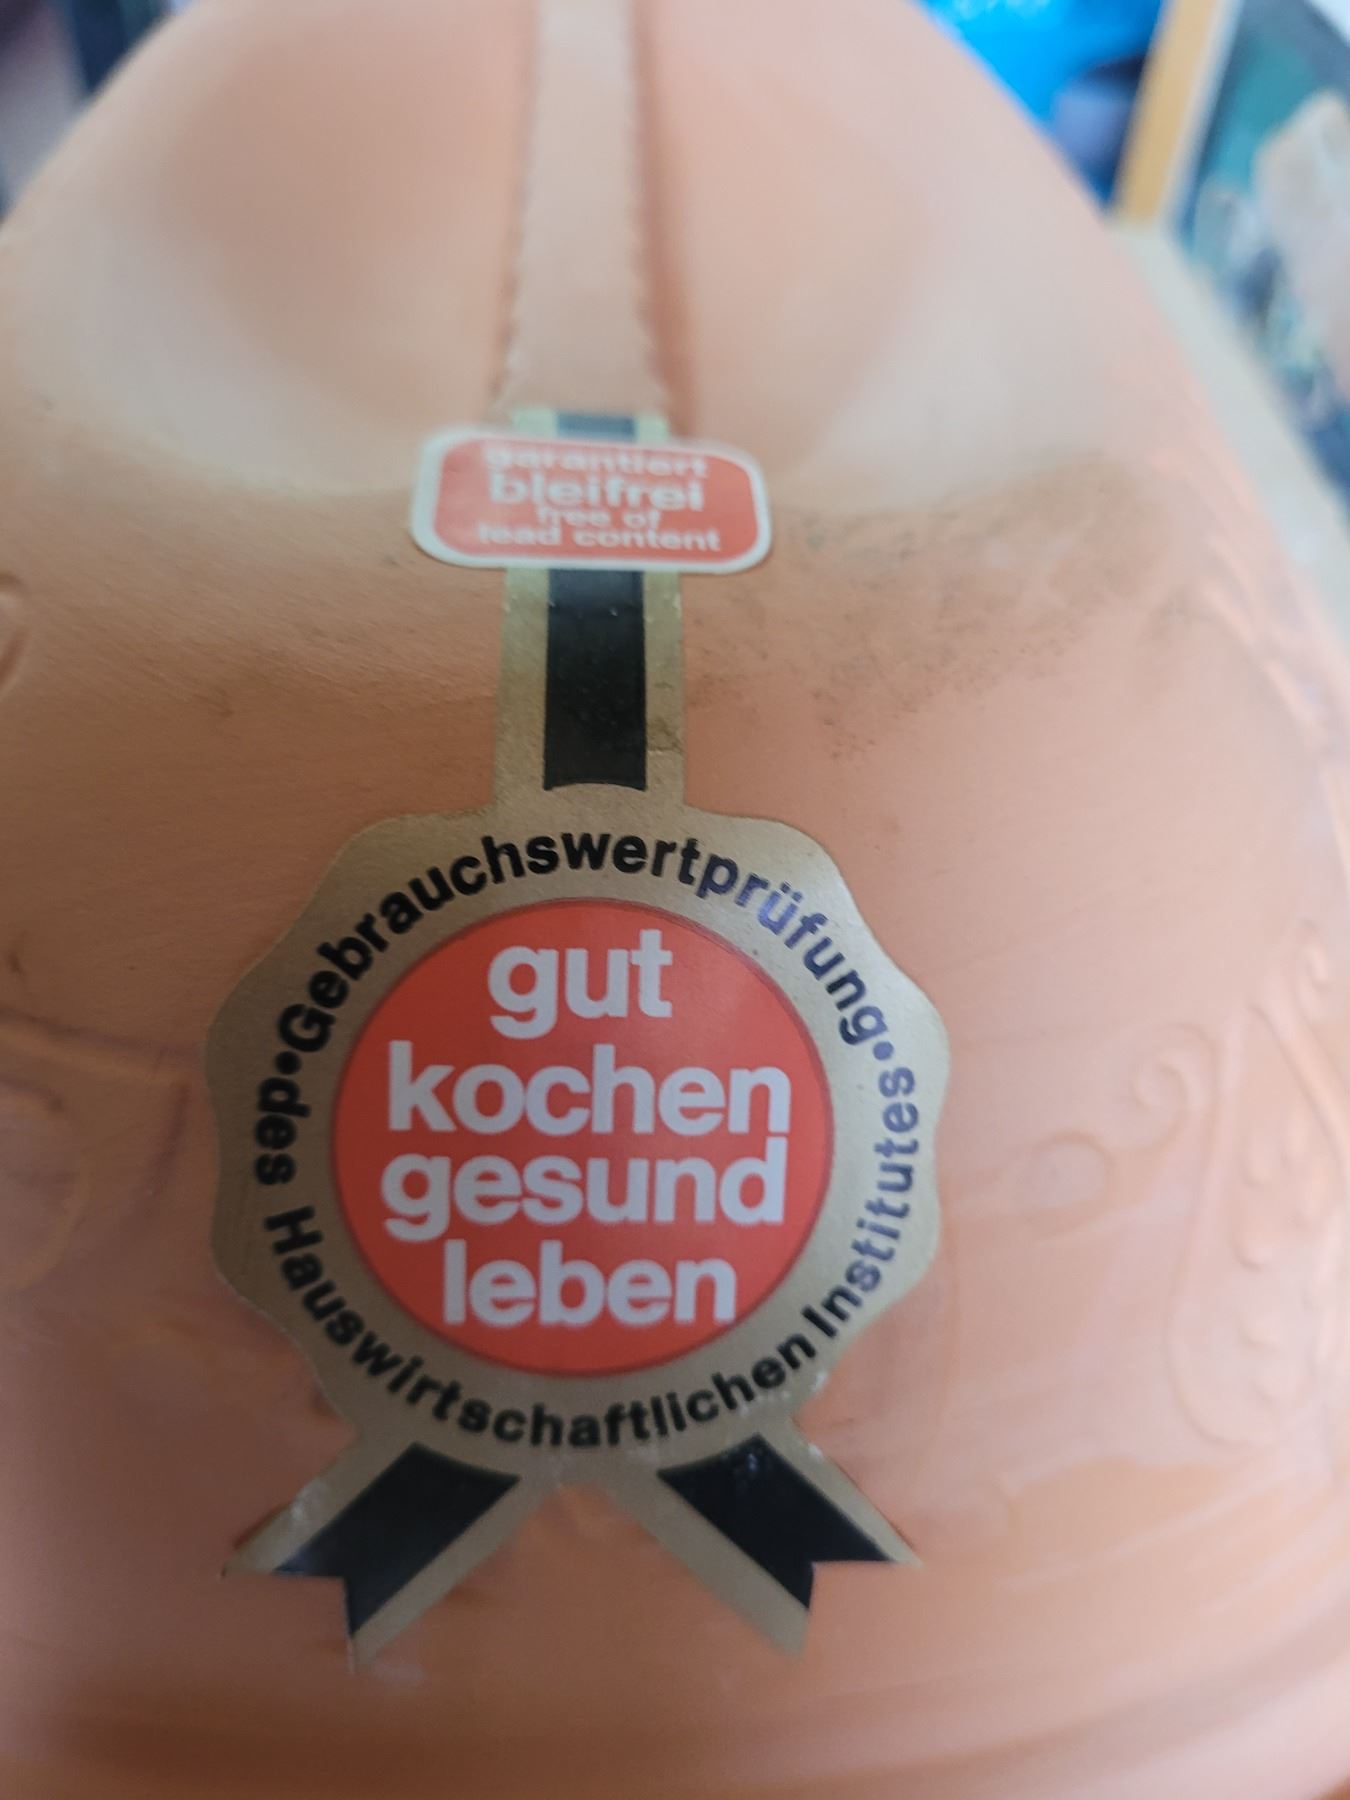 garantiert
bleifrei
free of
lead content
•Gebrauchswertprüfung•
des Hauswirtschaftlichen Institutes
gut
kochen
gesund
leben